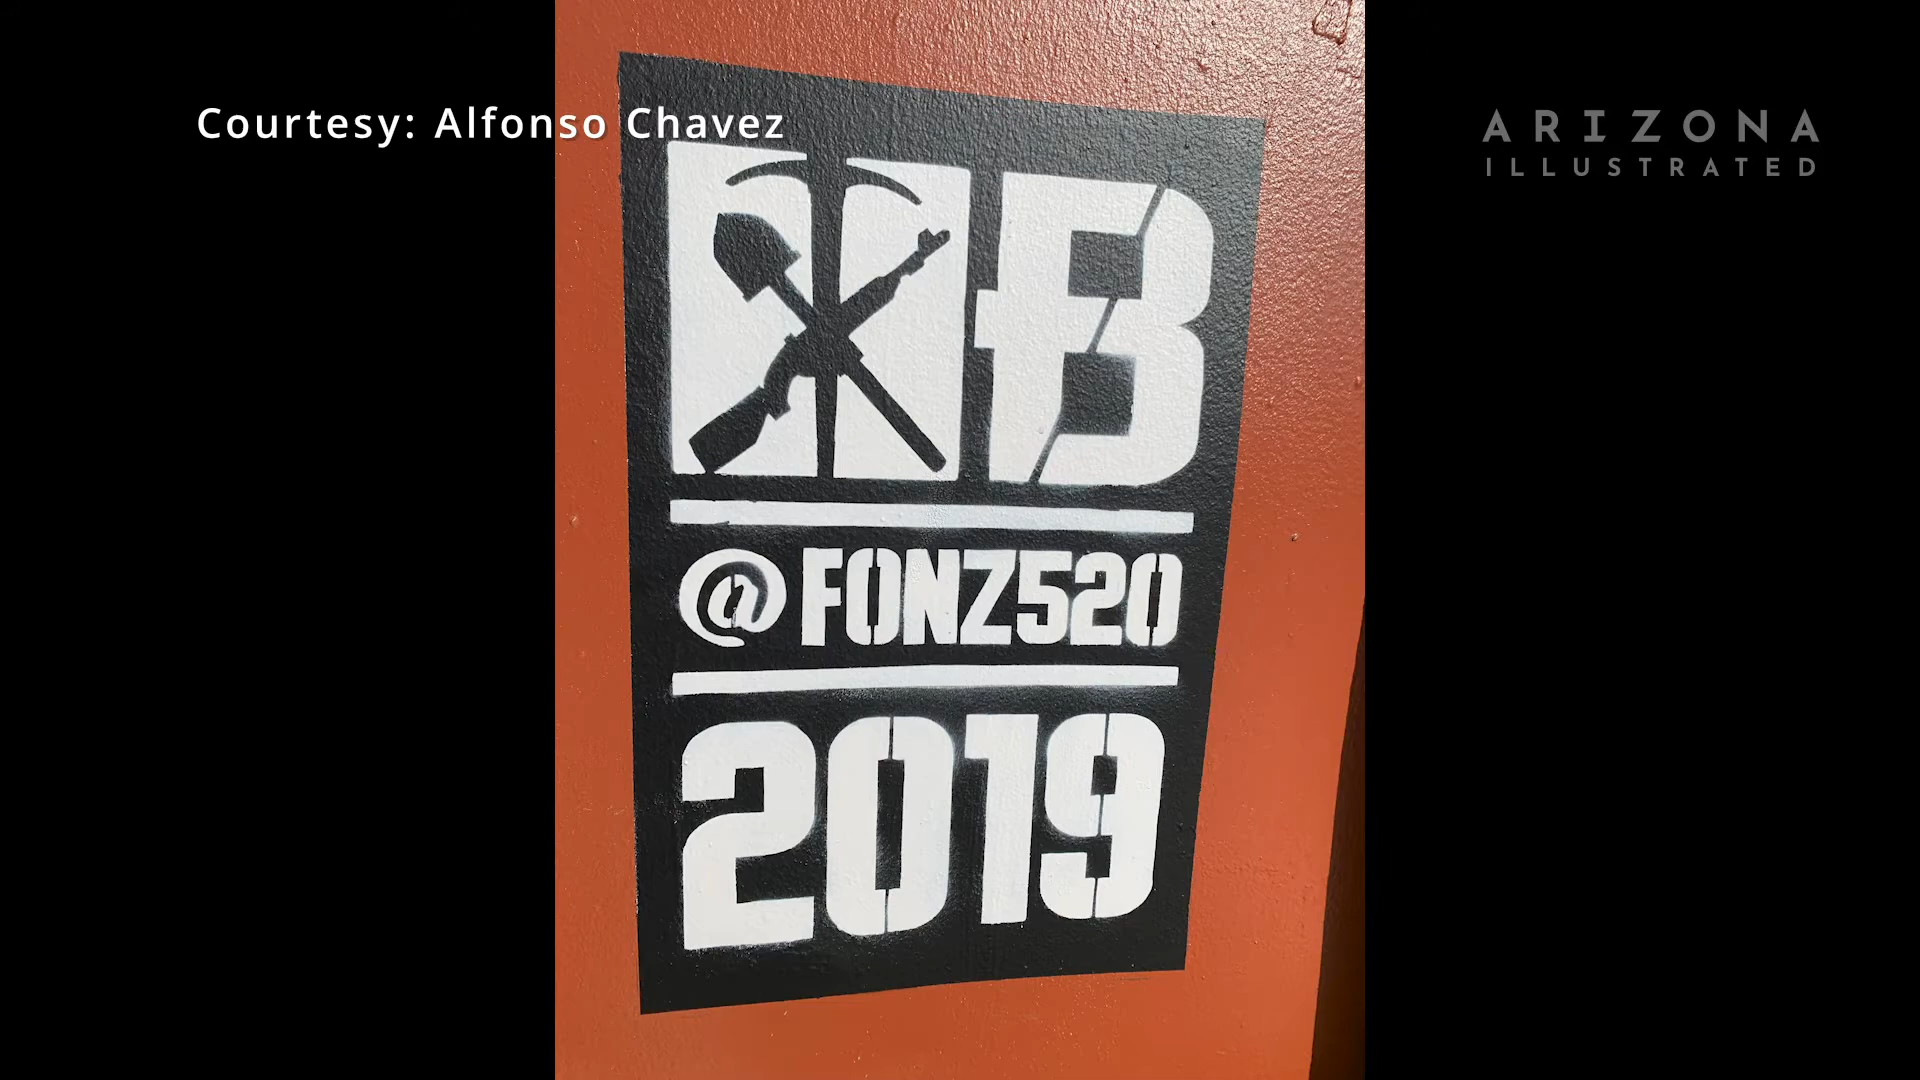 Courtesy: Alfonso Chavez
ARIZONA
ILLUSTRATED
B
@FONZ520
2019